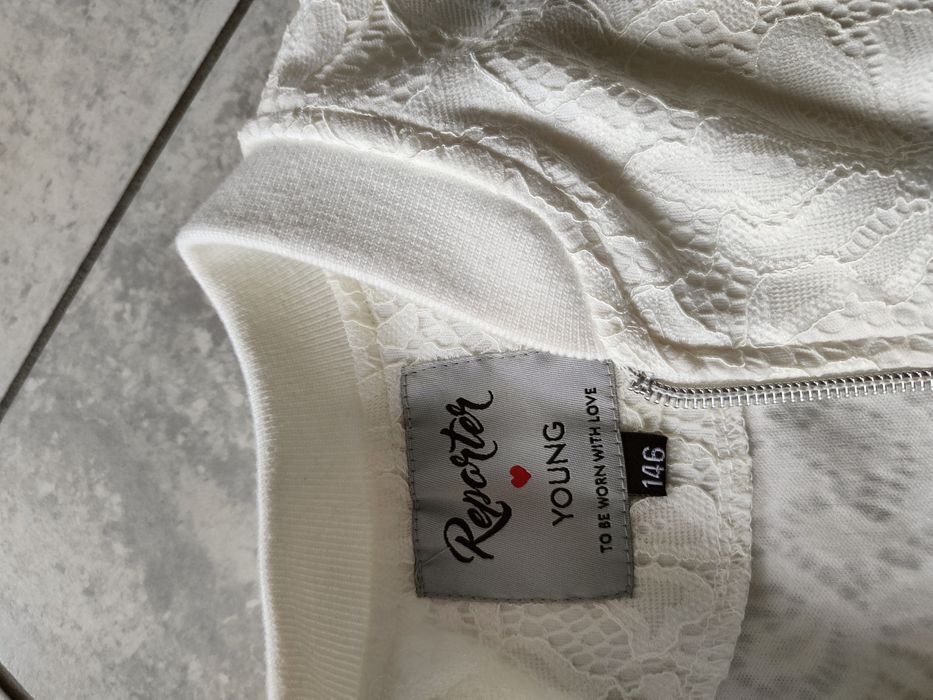 Reporter
YOUNG
TO BE WORN WITH LOVE
146